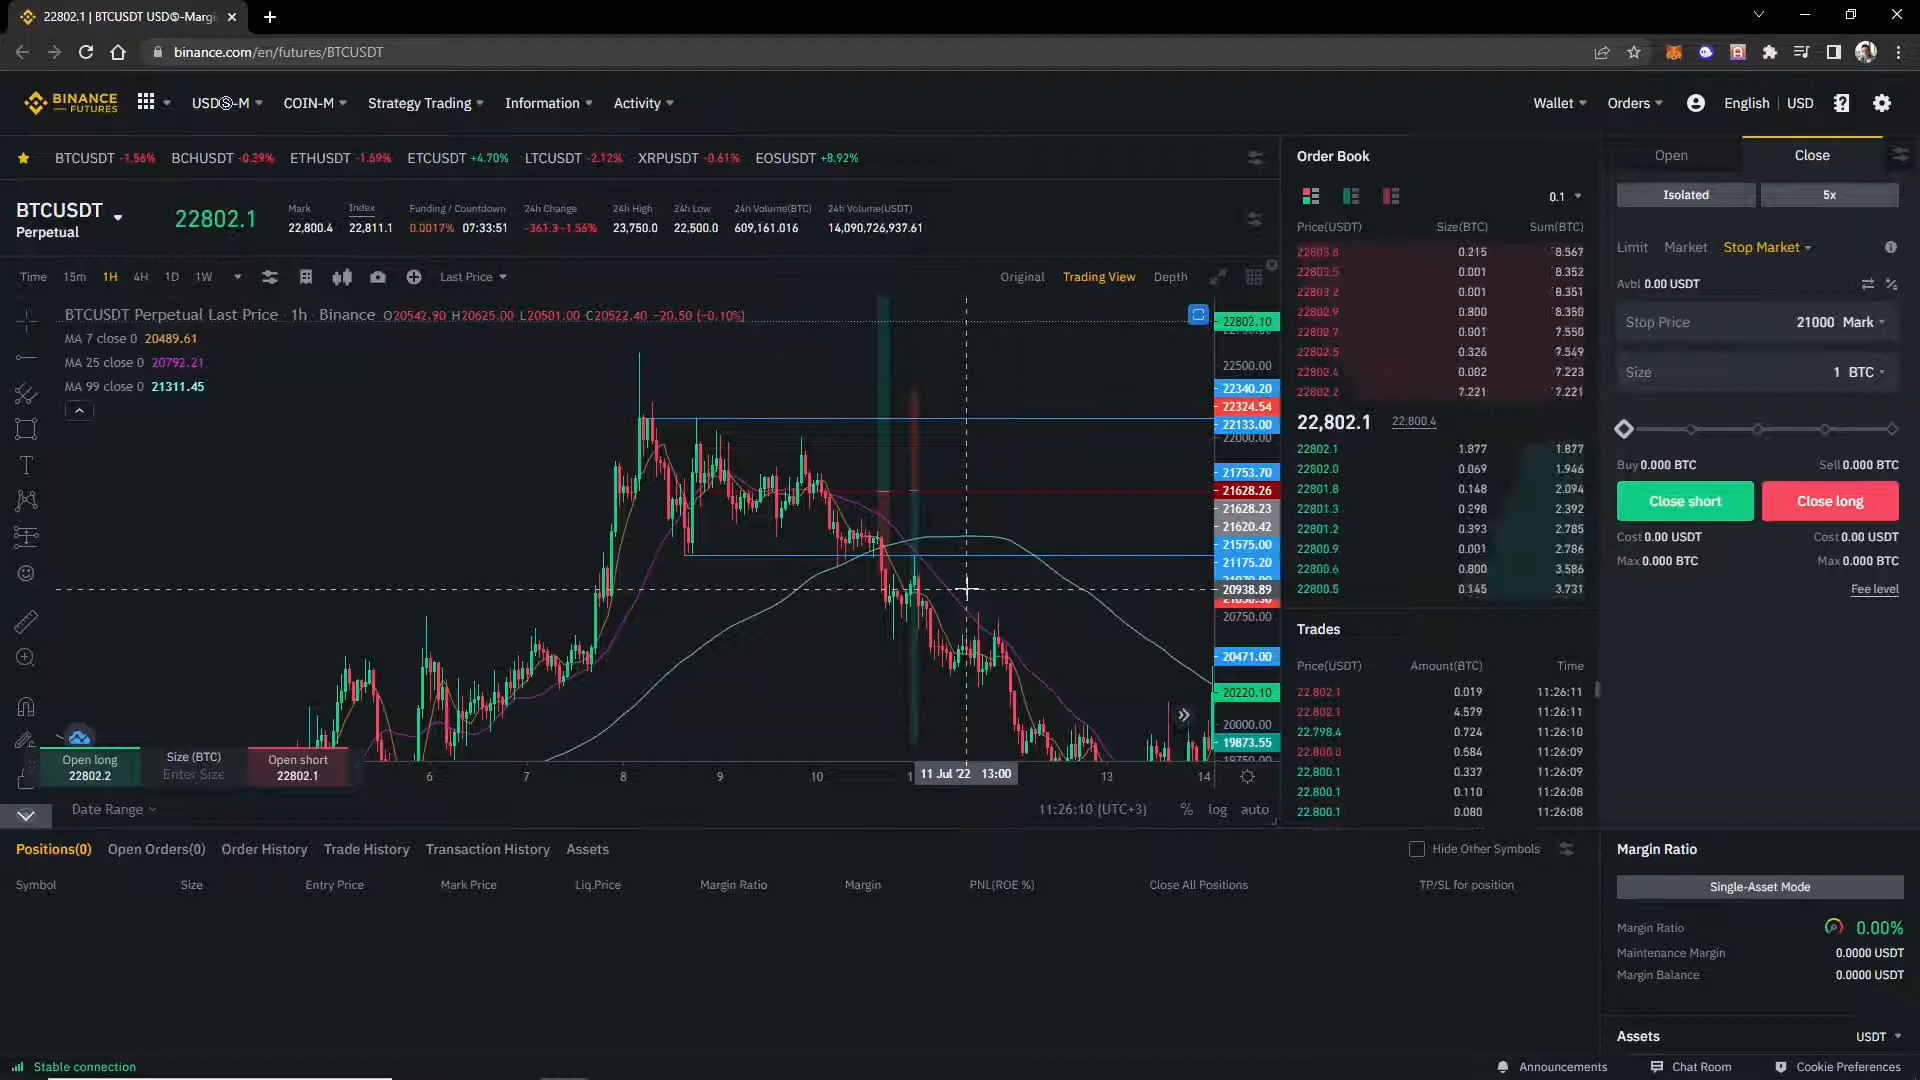 22802.1 | BTCUSDT USDⓈ-Margi
binance.com/en/futures/BTCUSDT
BINANCE FUTURES
USDⓈ-M COIN-M Strategy Trading Information Activity
Wallet Orders English | USD
BTCUSDT -1.56% BCHUSDT -0.39% ETHUSDT -1.69% ETCUSDT +4.70% LTCUSDT -2.12% XRPUSDT -0.61% EOSUSDT +8.92%
BTCUSDT
Perpetual
22802.1
Mark Index Funding / Countdown 24h Change 24h High 24h Low 24h Volume(BTC) 24h Volume(USDT)
22,800.4 22,811.1 0.0017% 07:33:51 -361.3 -1.56% 23,750.0 22,500.0 609,161.016 14,090,726,937.61
Time 15m 1H 4H 1D 1W Last Price Original Trading View Depth
BTCUSDT Perpetual Last Price · 1h · Binance O20542.90 H20625.00 L20501.00 C20522.40 -20.50 (-0.10%)
MA 7 close 0 20489.61
MA 25 close 0 20792.21
MA 99 close 0 21311.45
22802.10
22500.00
22340.20
22324.54
22133.00
22000.00
21753.70
21628.26
21628.23
21620.42
21575.00
21175.20
20938.89
20750.00
20471.00
20220.10
20000.00
19873.55
19750.00
Open long
22802.2
Size (BTC)
Enter Size
Open short
22802.1
6 7 8 9 10 1 11 Jul '22 13:00 13 14
Date Range
11:26:10 (UTC+3) % log auto
Order Book
0.1
Price(USDT) Size(BTC) Sum(BTC)
22803.6 0.215 8.567
22803.5 0.001 8.352
22803.2 0.001 8.351
22802.9 0.800 8.350
22802.7 0.001 7.550
22802.5 0.326 7.549
22802.4 0.002 7.223
22802.2 7.221 7.221
22,802.1 22,800.4
22802.1 1.877 1.877
22802.0 0.069 1.946
22801.8 0.148 2.094
22801.3 0.298 2.392
22801.2 0.393 2.785
22800.9 0.001 2.786
22800.6 0.800 3.586
22800.5 0.145 3.731
Trades
Price(USDT) Amount(BTC) Time
22,802.1 0.019 11:26:11
22,802.1 4.579 11:26:11
22,798.4 0.724 11:26:10
22,800.0 0.584 11:26:09
22,800.1 0.337 11:26:09
22,800.1 0.110 11:26:08
22,800.1 0.080 11:26:08
Open Close
Isolated 5x
Limit Market Stop Market
Avbl 0.00 USDT
Stop Price 21000 Mark
Size 1 BTC
Buy 0.000 BTC Sell 0.000 BTC
Close short Close long
Cost 0.00 USDT Cost 0.00 USDT
Max 0.000 BTC Max 0.000 BTC
Fee level
Positions(0) Open Orders(0) Order History Trade History Transaction History Assets
Hide Other Symbols
Symbol Size Entry Price Mark Price Liq.Price Margin Ratio Margin PNL(ROE %) Close All Positions TP/SL for position
Margin Ratio
Single-Asset Mode
Margin Ratio 0.00%
Maintenance Margin 0.0000 USDT
Margin Balance 0.0000 USDT
Assets USDT
Stable connection
Announcements Chat Room Cookie Preferences